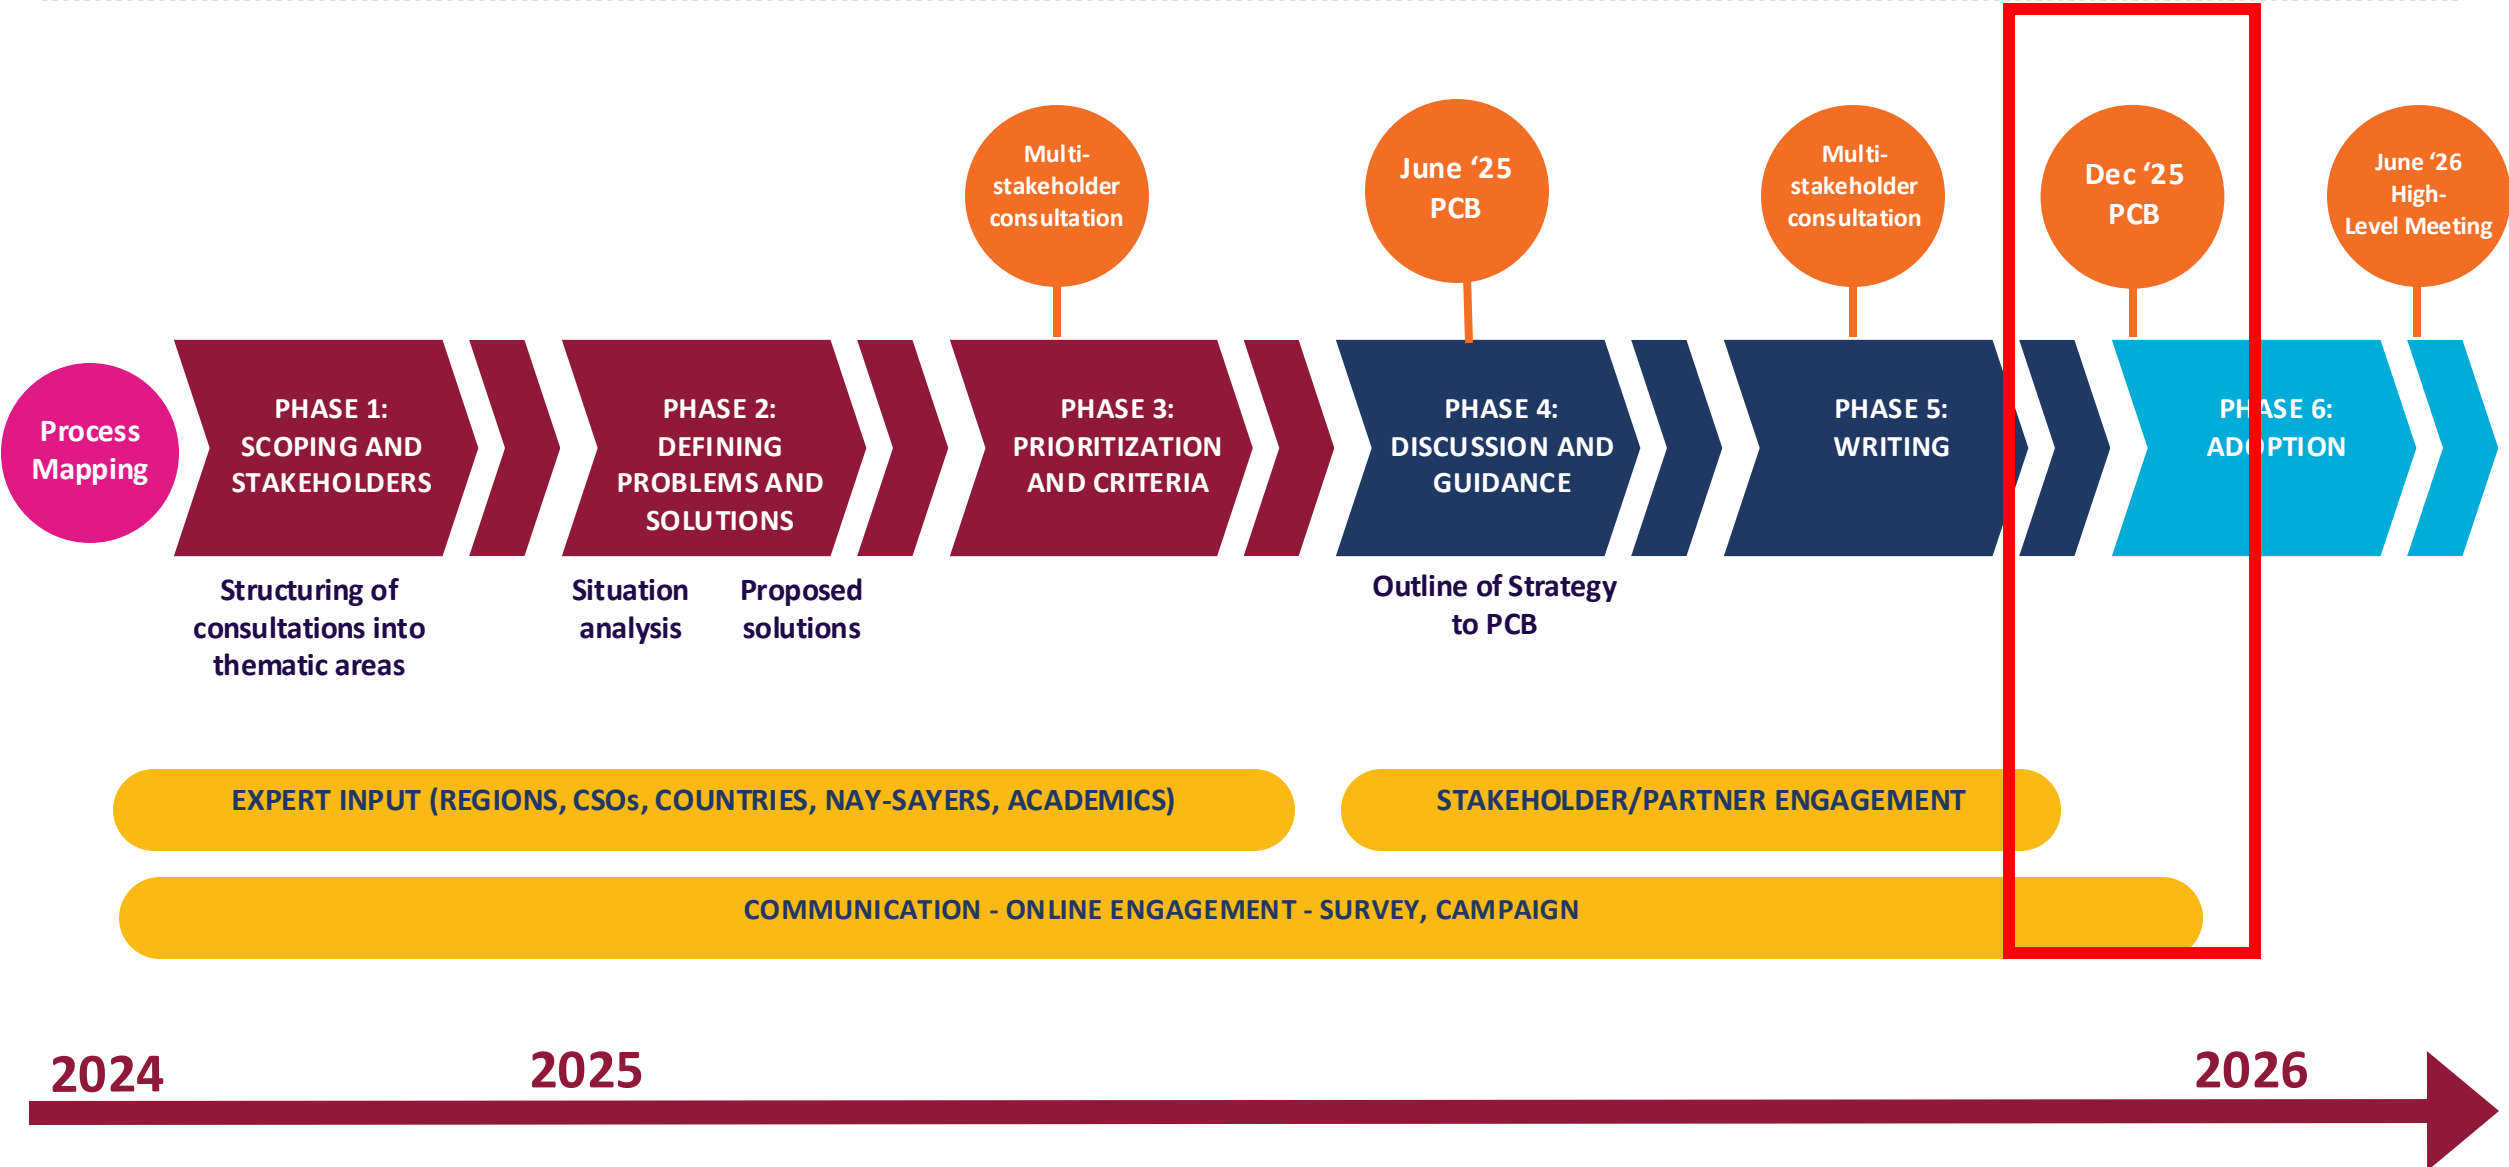 Multi-
stakeholder
consultation
June ‘25
PCB
Multi-
stakeholder
consultation
Dec ‘25
PCB
June ‘26
High-
Level Meeting
Process
Mapping
PHASE 1:
SCOPING AND
STAKEHOLDERS
PHASE 2:
DEFINING
PROBLEMS AND
SOLUTIONS
PHASE 3:
PRIORITIZATION
AND CRITERIA
PHASE 4:
DISCUSSION AND
GUIDANCE
PHASE 5:
WRITING
PHASE 6:
ADOPTION
Structuring of
consultations into
thematic areas
Situation
analysis
Proposed
solutions
Outline of Strategy
to PCB
EXPERT INPUT (REGIONS, CSOs, COUNTRIES, NAY-SAYERS, ACADEMICS)
STAKEHOLDER/PARTNER ENGAGEMENT
COMMUNICATION - ONLINE ENGAGEMENT - SURVEY, CAMPAIGN
2024
2025
2026